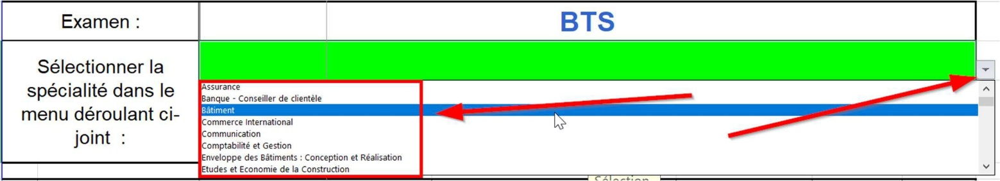 Examen :
BTS
Sélectionner la
spécialité dans le
menu déroulant ci-
joint :
Assurance
Banque - Conseiller de clientèle
Bâtiment
Commerce International
Communication
Comptabilité et Gestion
Enveloppe des Bâtiments : Conception et Réalisation
Etudes et Economie de la Construction
Sélection